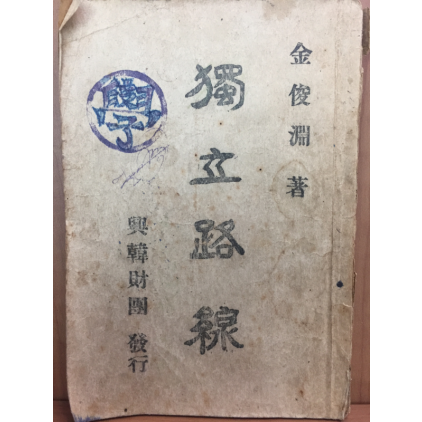 金俊淵 著
獨立路線
興韓財團 發行